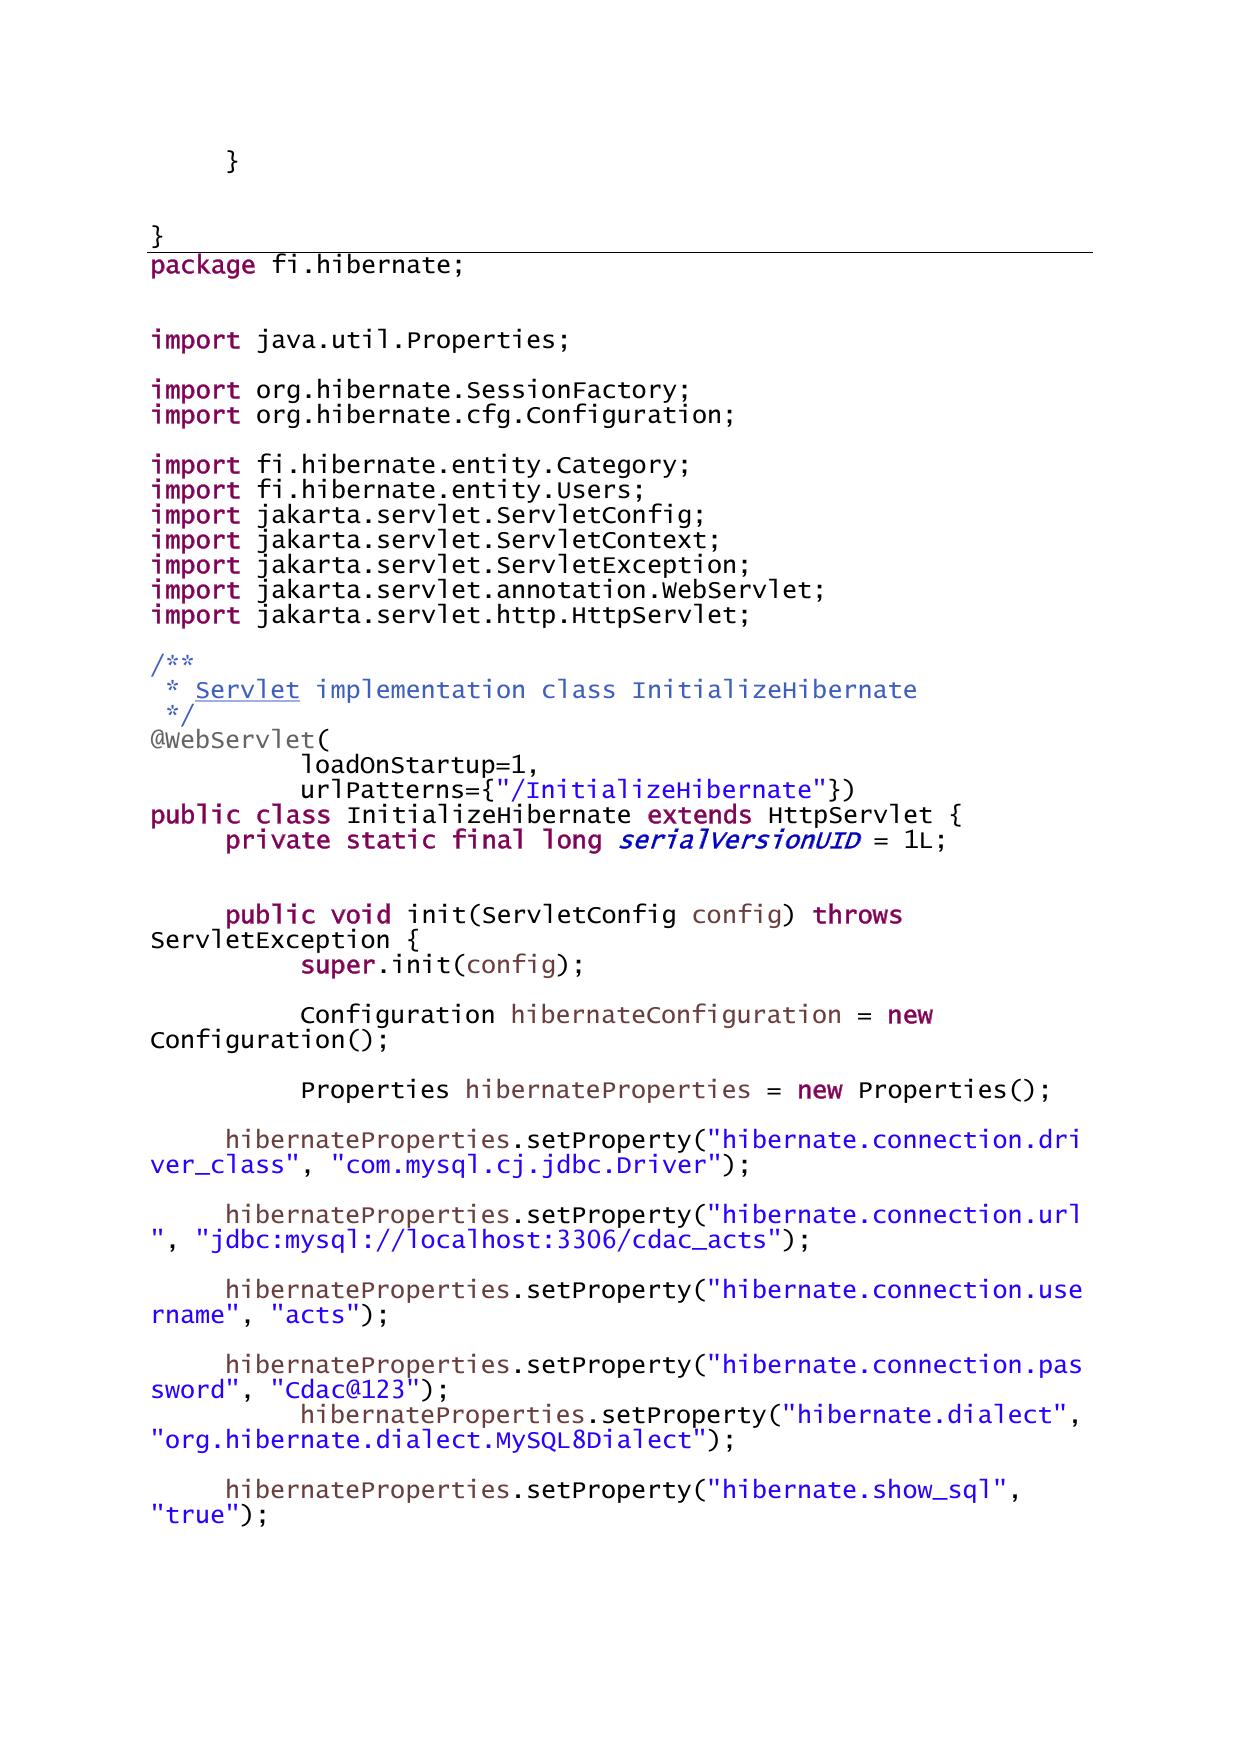 }
}
package fi.hibernate;
import java.util.Properties;
import org.hibernate.SessionFactory;
import org.hibernate.cfg.Configuration;
import fi.hibernate.entity.Category;
import fi.hibernate.entity.Users;
import jakarta.servlet.ServletConfig;
import jakarta.servlet.ServletContext;
import jakarta.servlet.ServletException;
import jakarta.servlet.annotation.WebServlet;
import jakarta.servlet.http.HttpServlet;
/**
 * Servlet implementation class InitializeHibernate
 */
@WebServlet(
          loadOnStartup=1,
          urlPatterns={"/InitializeHibernate"})
public class InitializeHibernate extends HttpServlet {
     private static final long serialVersionUID = 1L;
     public void init(ServletConfig config) throws
ServletException {
          super.init(config);
          Configuration hibernateConfiguration = new
Configuration();
          Properties hibernateProperties = new Properties();
     hibernateProperties.setProperty("hibernate.connection.dri
ver_class", "com.mysql.cj.jdbc.Driver");
     hibernateProperties.setProperty("hibernate.connection.url
", "jdbc:mysql://localhost:3306/cdac_acts");
     hibernateProperties.setProperty("hibernate.connection.use
rname", "acts");
     hibernateProperties.setProperty("hibernate.connection.pas
sword", "Cdac@123");
          hibernateProperties.setProperty("hibernate.dialect",
"org.hibernate.dialect.MySQL8Dialect");
     hibernateProperties.setProperty("hibernate.show_sql",
"true");